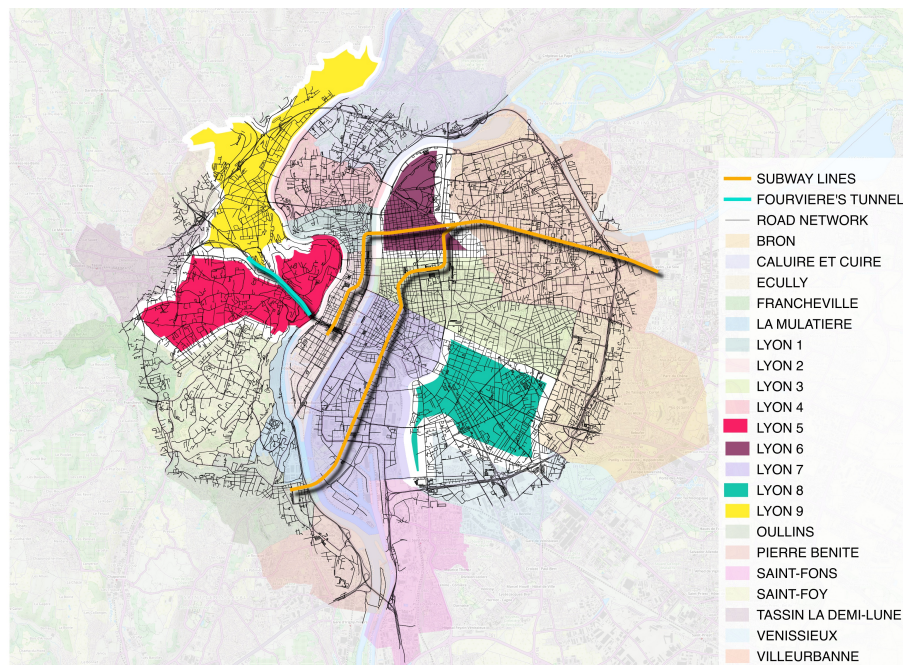 SUBWAY LINES
FOURVIERE'S TUNNEL
ROAD NETWORK
BRON
CALUIRE ET CUIRE
ECULLY
FRANCHEVILLE
LA MULATIERE
LYON 1
LYON 2
LYON 3
LYON 4
LYON 5
LYON 6
LYON 7
LYON 8
LYON 9
OULLINS
PIERRE BENITE
SAINT-FONS
SAINT-FOY
TASSIN LA DEMI-LUNE
VENISSIEUX
VILLEURBANNE